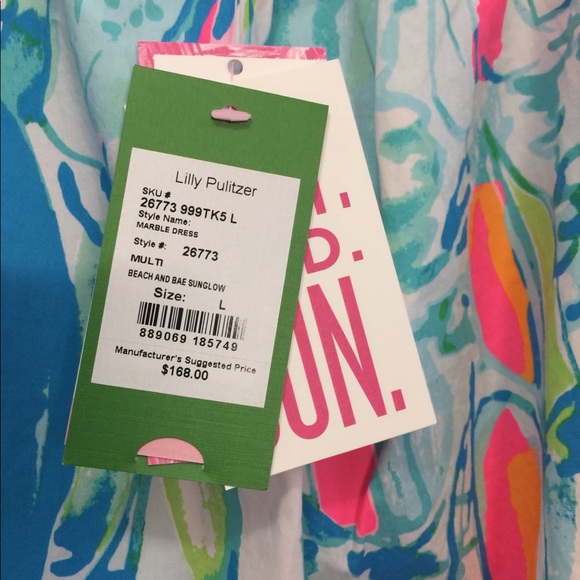 Lilly Pulitzer
SKU #
26773 999TK5 L
Style Name:
MARBLE DRESS
Style #: 26773
MULTI
BEACH AND BAE SUNGLOW
Size: L
889069 185749
Manufacturer's Suggested Price
$168.00